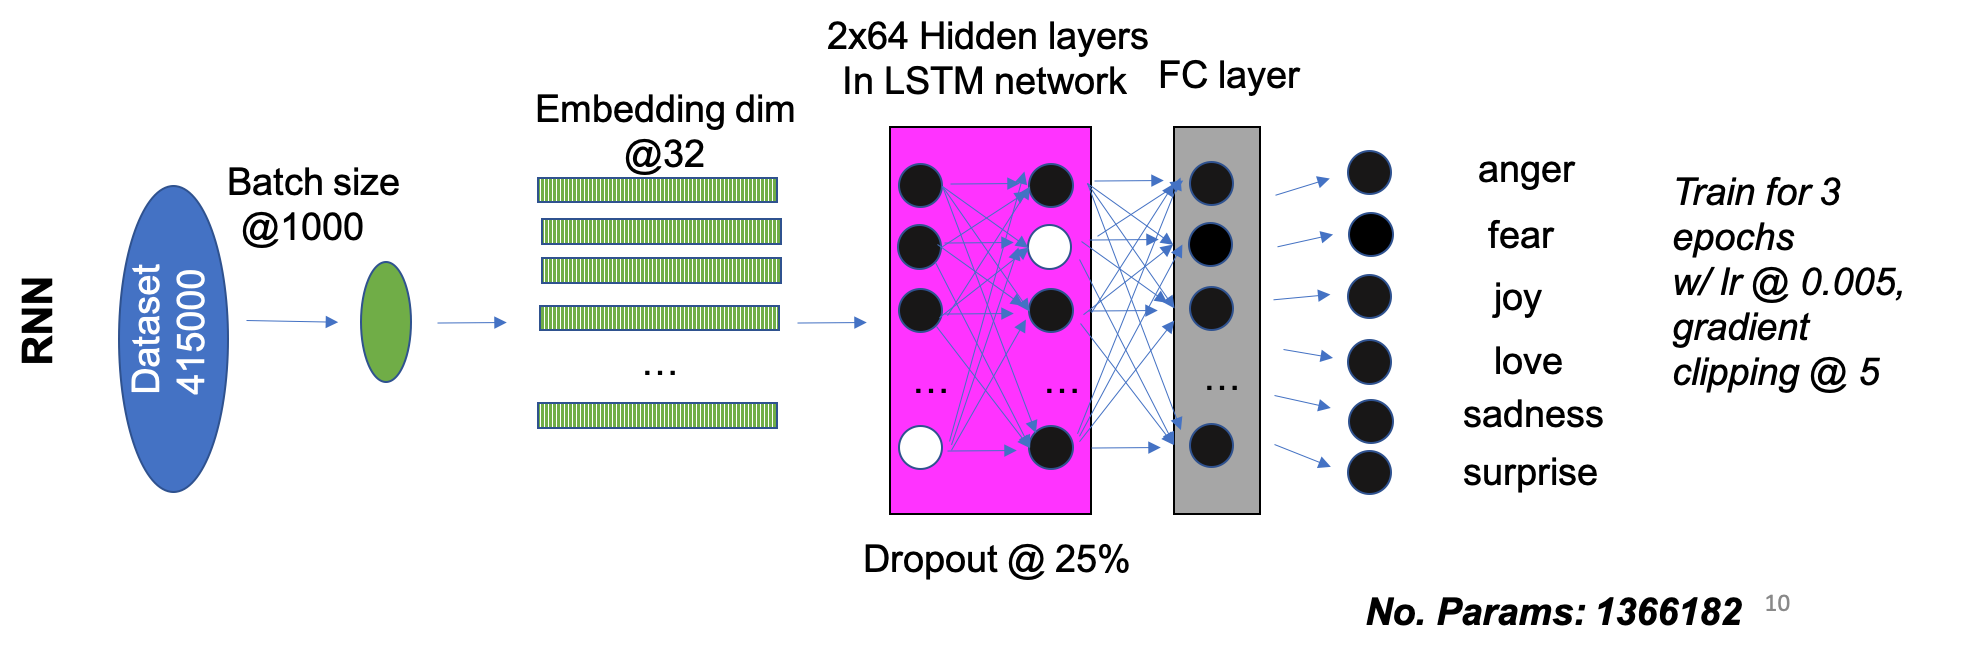 RNN
Dataset
415000
Batch size
@1000
Embedding dim
@32
...
2x64 Hidden layers
In LSTM network
... ...
Dropout @ 25%
FC layer
...
anger
fear
joy
love
sadness
surprise
Train for 3
epochs
w/ lr @ 0.005,
gradient
clipping @ 5
No. Params: 1366182
10